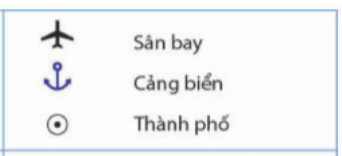 Sân bay
Cảng biển
Thành phố